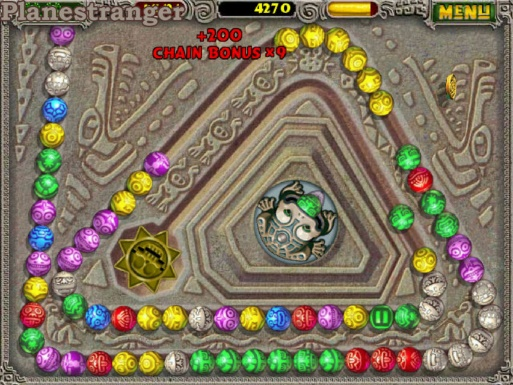 Planestranger
4270
MENU
+200
CHAIN BONUS ×9